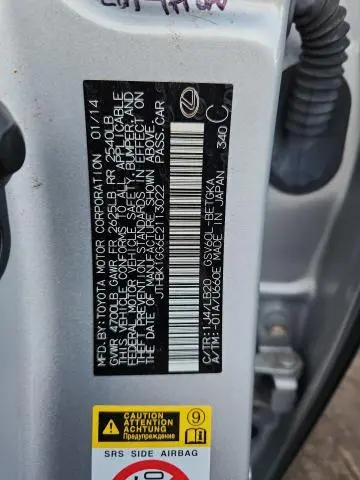 MFD.BY:TOYOTA MOTOR CORPORATION 01/14
GVWR 4700LB GAWR FR 2625LB RR 2540LB
THIS VEHICLE CONFORMS TO ALL APPLICABLE
FEDERAL MOTOR VEHICLE SAFETY,BUMPER,AND
THEFT PREVENTION STANDARDS IN EFFECT ON
THE DATE OF MANUFACTURE SHOWN ABOVE.
JTHBK1GG6E2113022 PASS.CAR
C/TR:1J4/LB20 GSV60L-BETGKA
A/TM: 01A/U660E MADE IN JAPAN
340
C
CAUTION
ATTENTION
ACHTUNG
Предупреждение
9
SRS SIDE AIRBAG